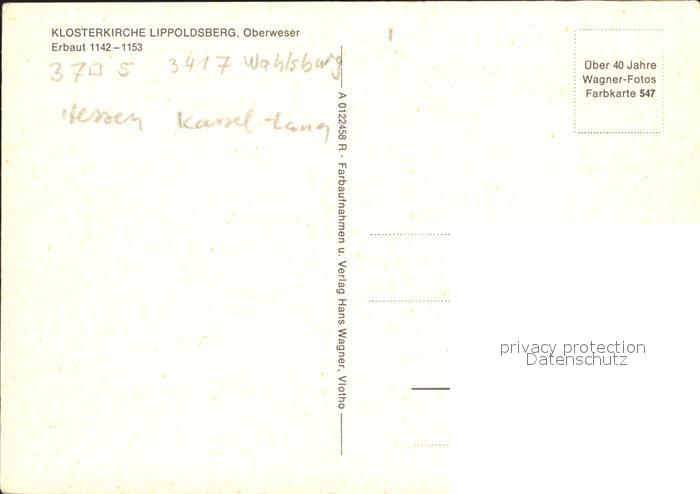 KLOSTERKIRCHE LIPPOLDSBERG, Oberweser
Erbaut 1142–1153
3417 Wahlsburg
Hessen Kassel-Land
A 0122458 R · Farbaufnahmen u. Verlag Hans Wagner, Vlotho
Über 40 Jahre
Wagner-Fotos
Farbkarte 547
privacy protection
Datenschutz